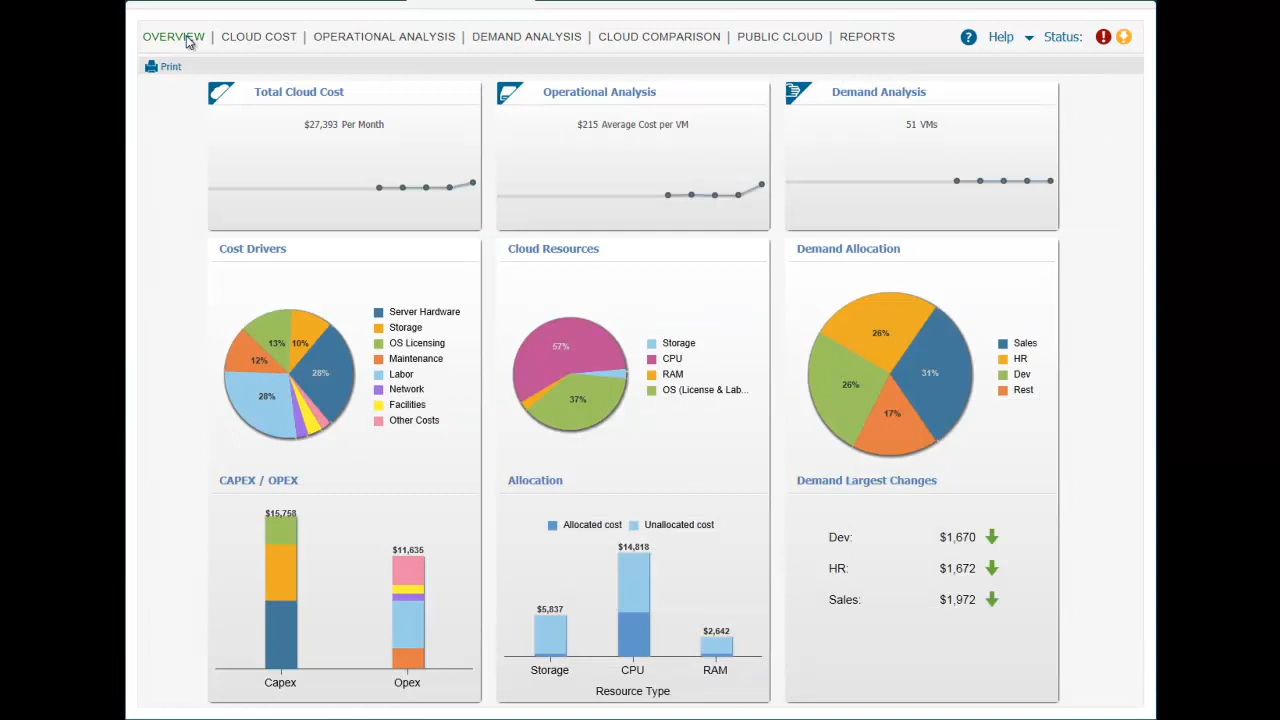 OVERVIEW | CLOUD COST | OPERATIONAL ANALYSIS | DEMAND ANALYSIS | CLOUD COMPARISON | PUBLIC CLOUD | REPORTS ? Help Status: !
Print
Total Cloud Cost
$27,393 Per Month
Operational Analysis
$215 Average Cost per VM
Demand Analysis
51 VMs
Cost Drivers
13% 10%
12% 28%
28%
Server Hardware
Storage
OS Licensing
Maintenance
Labor
Network
Facilities
Other Costs
Cloud Resources
57%
37%
Storage
CPU
RAM
OS (License & Lab...
Demand Allocation
26%
26% 31%
17%
Sales
HR
Dev
Rest
CAPEX / OPEX
$15,758
$11,635
Capex Opex
Allocation
Allocated cost Unallocated cost
$14,818
$5,837
$2,642
Storage CPU RAM
Resource Type
Demand Largest Changes
Dev: $1,670
HR: $1,672
Sales: $1,972